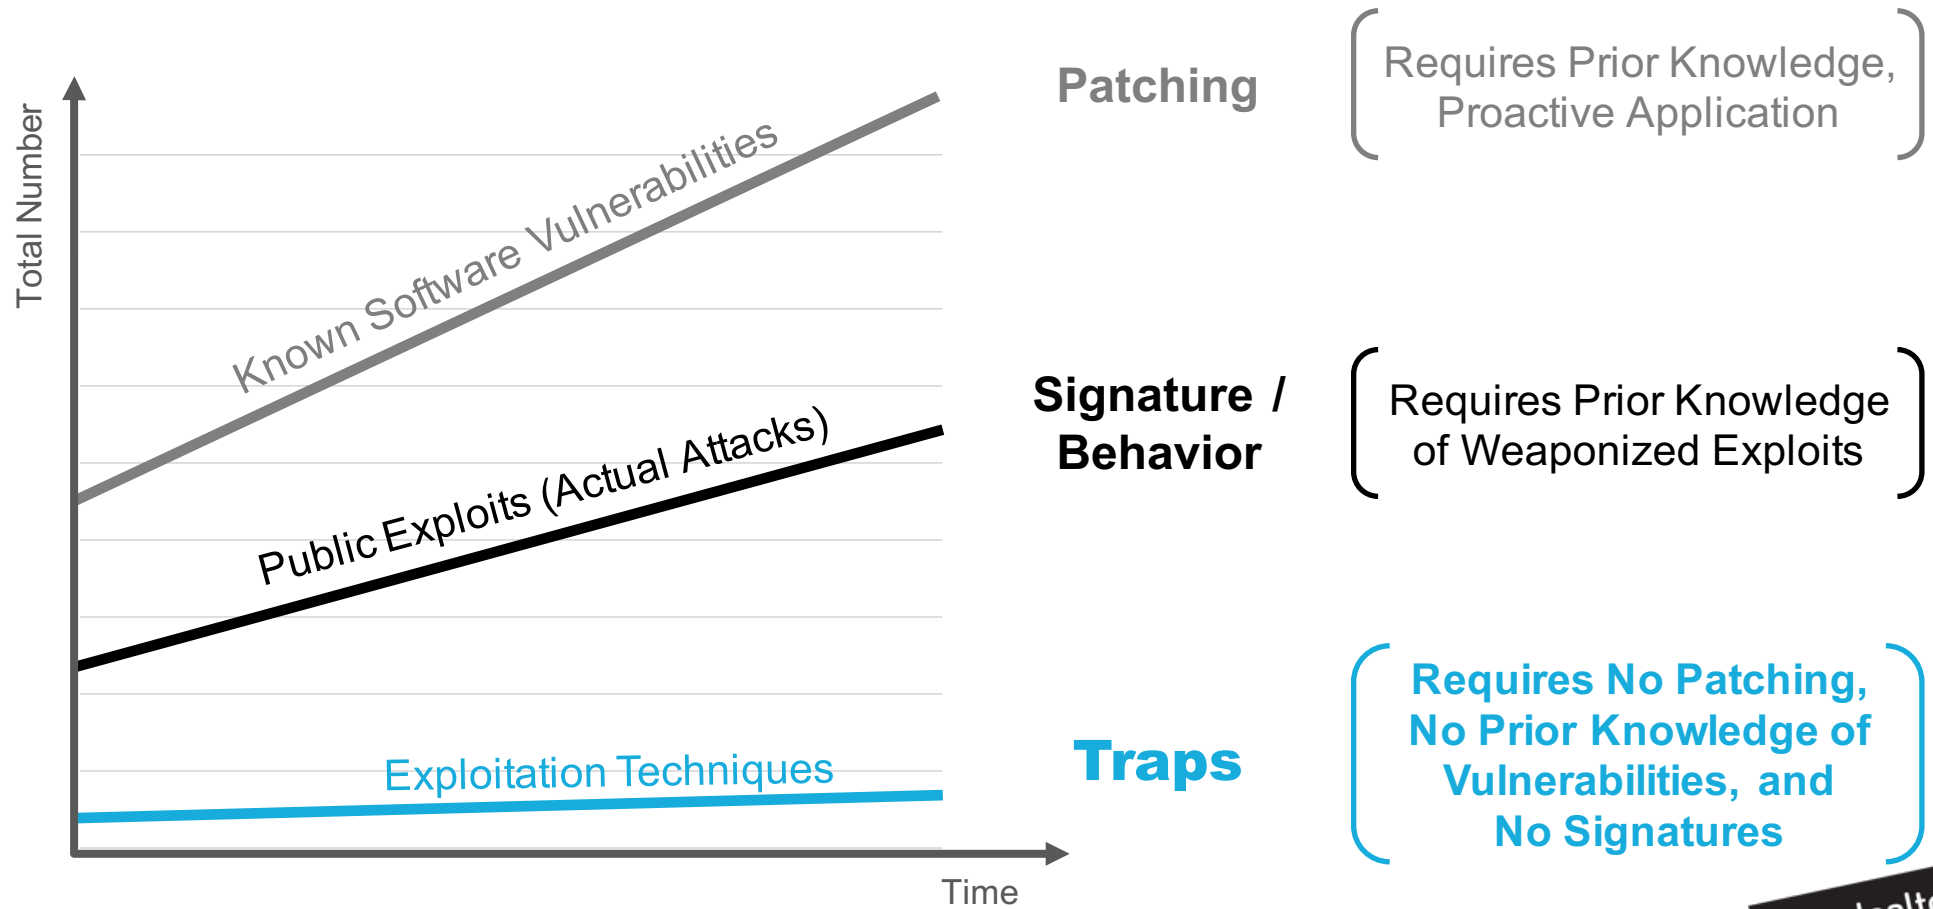 Total Number
Known Software Vulnerabilities
Public Exploits (Actual Attacks)
Exploitation Techniques
Time
Patching
Requires Prior Knowledge,
Proactive Application
Signature /
Behavior
Requires Prior Knowledge
of Weaponized Exploits
Traps
Requires No Patching,
No Prior Knowledge of
Vulnerabilities, and
No Signatures